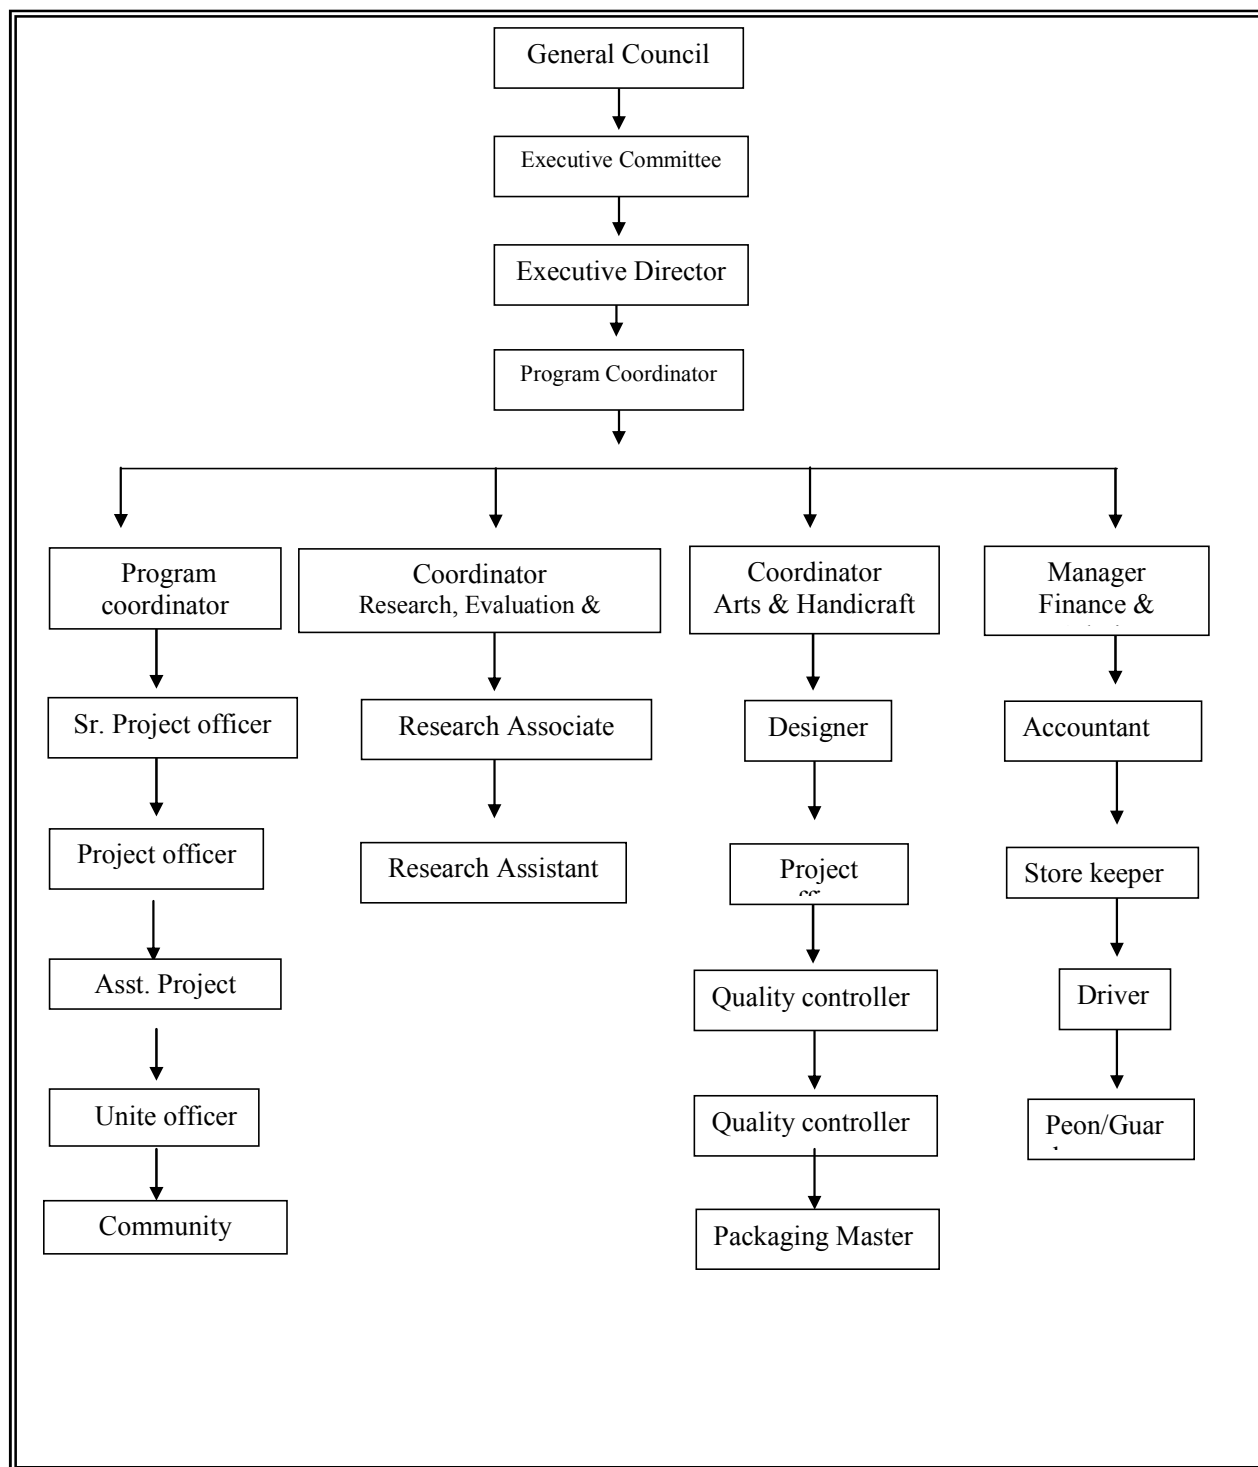 General Council
Executive Committee
Executive Director
Program Coordinator
Program
coordinator
Coordinator
Research, Evaluation &
Coordinator
Arts & Handicraft
Manager
Finance &
Sr. Project officer
Research Associate
Designer
Accountant
Project officer
Research Assistant
Project
Store keeper
Asst. Project
Quality controller
Driver
Unite officer
Quality controller
Peon/Guar
Community
Packaging Master